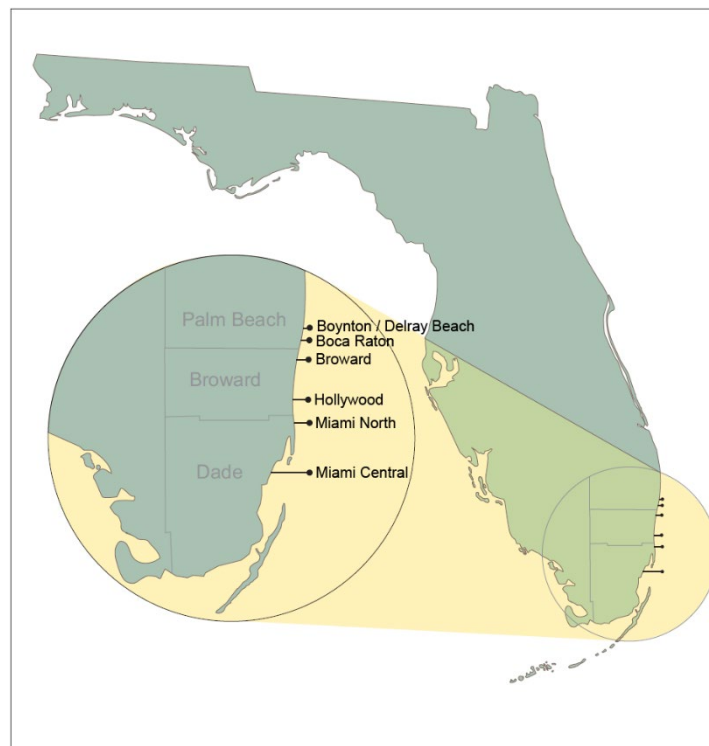 Palm Beach
Boynton / Delray Beach
Boca Raton
Broward
Broward
Hollywood
Miami North
Dade
Miami Central